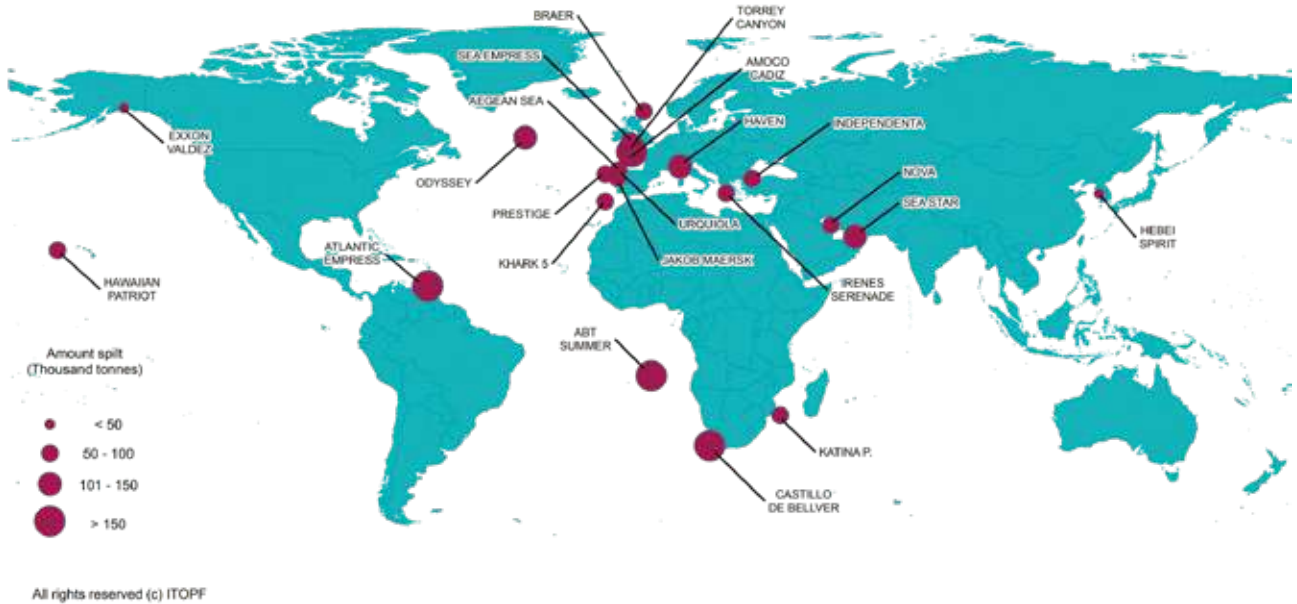 BRAER
TORREY
CANYON
SEA EMPRESS
AMOCO
CADIZ
AEGEAN SEA
HAVEN
INDEPENDENTA
EXXON
VALDEZ
ODYSSEY
NOVA
SEA STAR
PRESTIGE
URQUIOLA
HEBEI
SPIRIT
ATLANTIC
EMPRESS
KHARK 5
JAKOB MAERSK
HAWAIIAN
PATRIOT
IRENES
SERENADE
ABT
SUMMER
Amount spilt
(Thousand tonnes)
< 50
50 - 100
101 - 150
> 150
KATINA P.
CASTILLO
DE BELLVER
All rights reserved (c) ITOPF